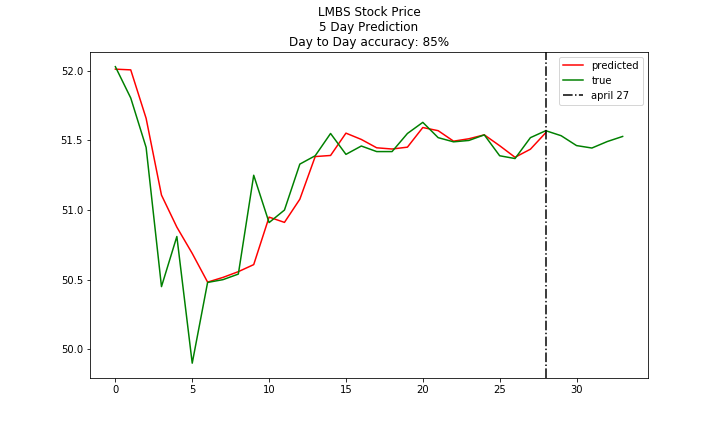 LMBS Stock Price
5 Day Prediction
Day to Day accuracy: 85%
predicted
true
april 27
52.0
51.5
51.0
50.5
50.0
0 5 10 15 20 25 30